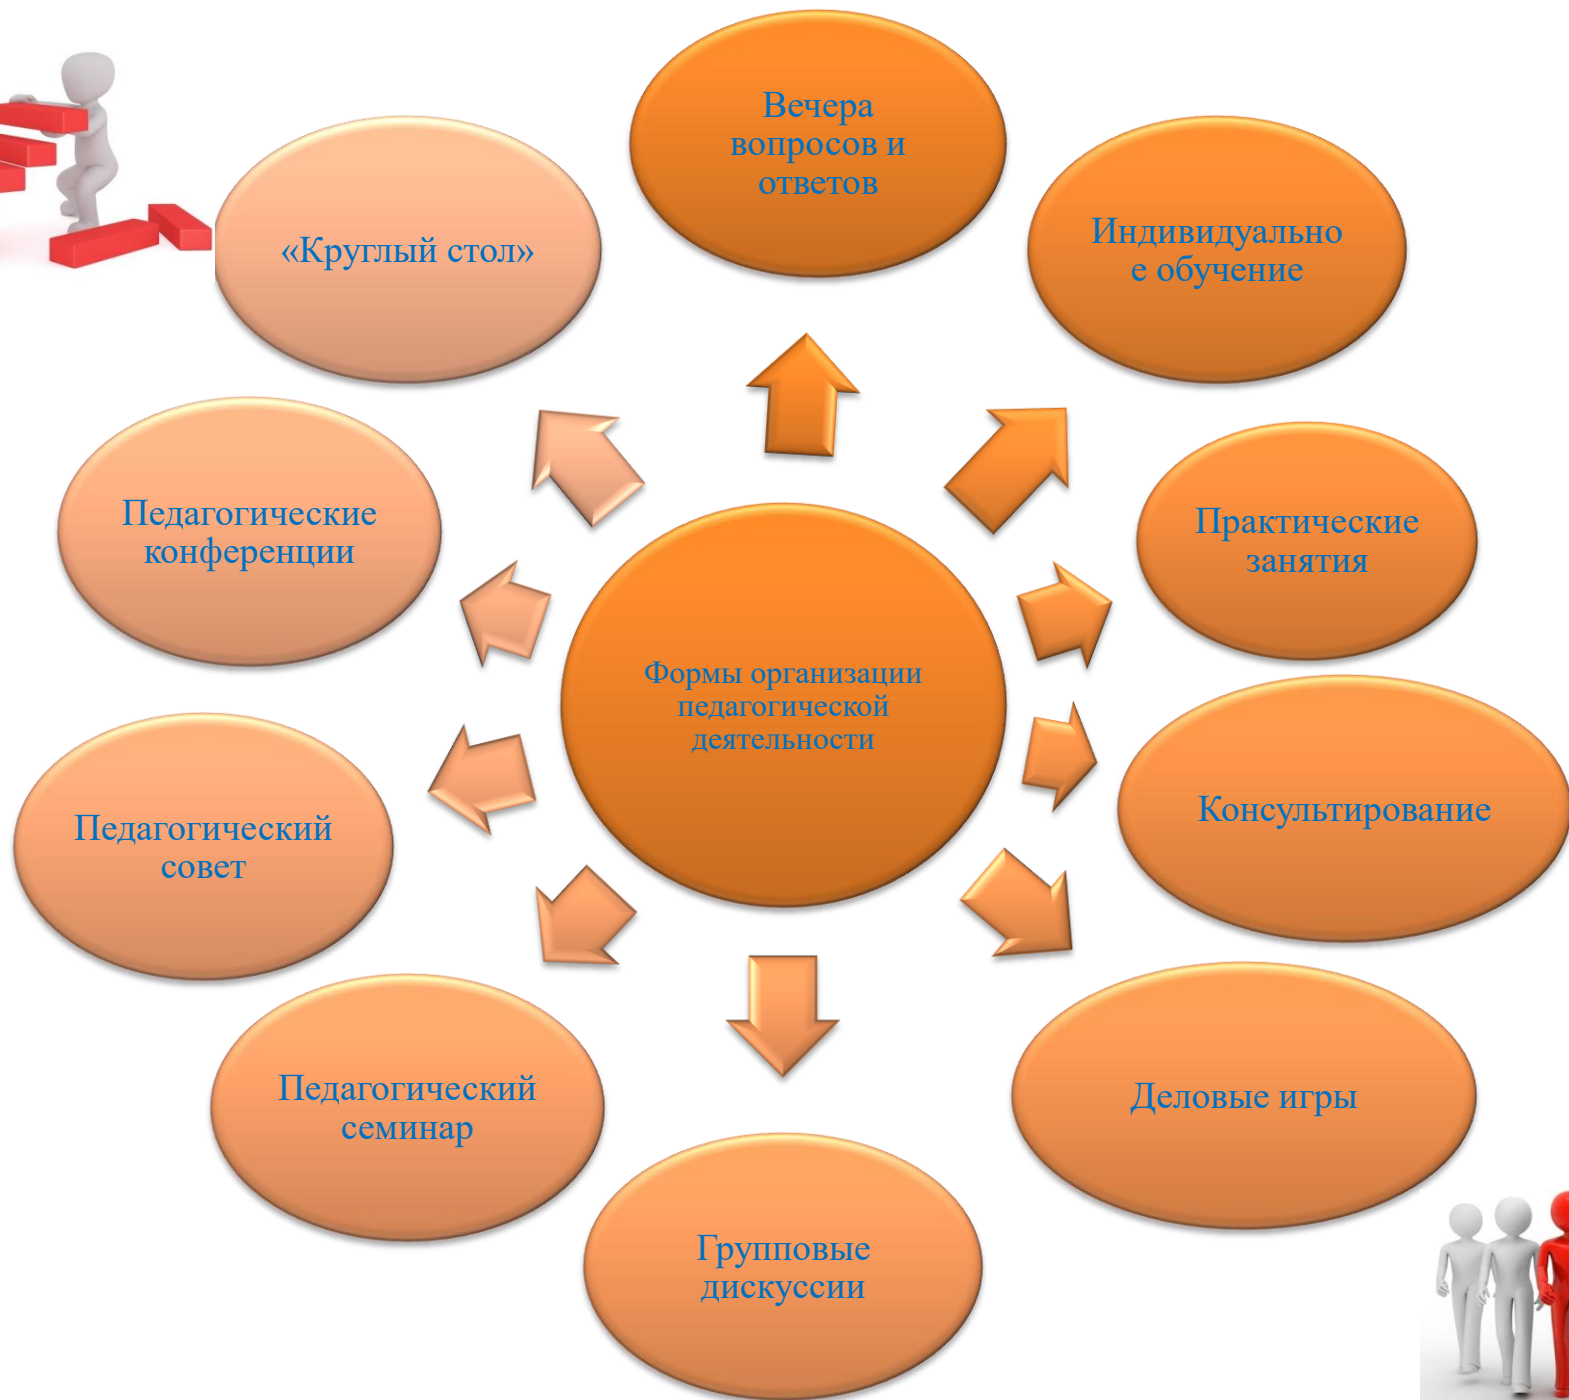 Вечера
вопросов и
ответов
Индивидуально
е обучение
Практические
занятия
Консультирование
Деловые игры
Групповые
дискуссии
Педагогический
семинар
Педагогический
совет
Педагогические
конференции
«Круглый стол»
Формы организации
педагогической
деятельности